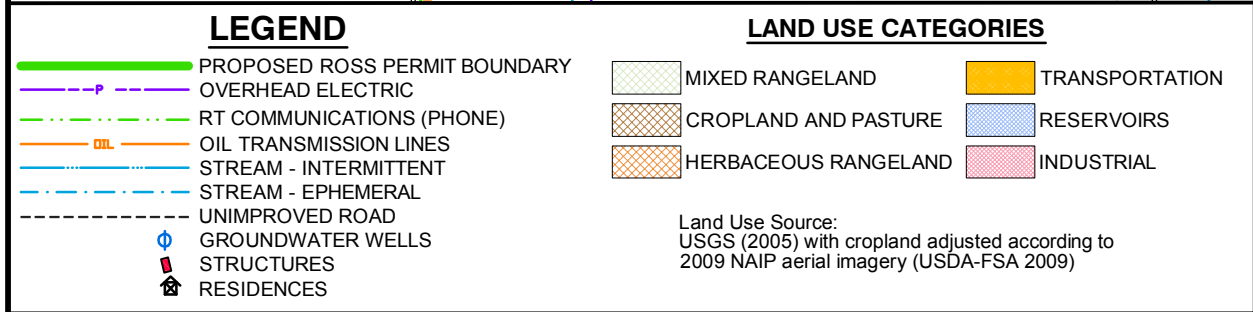 LEGEND
PROPOSED ROSS PERMIT BOUNDARY
P OVERHEAD ELECTRIC
RT COMMUNICATIONS (PHONE)
OIL OIL TRANSMISSION LINES
STREAM - INTERMITTENT
STREAM - EPHEMERAL
UNIMPROVED ROAD
GROUNDWATER WELLS
STRUCTURES
RESIDENCES
LAND USE CATEGORIES
MIXED RANGELAND
CROPLAND AND PASTURE
HERBACEOUS RANGELAND
TRANSPORTATION
RESERVOIRS
INDUSTRIAL
Land Use Source:
USGS (2005) with cropland adjusted according to
2009 NAIP aerial imagery (USDA-FSA 2009)